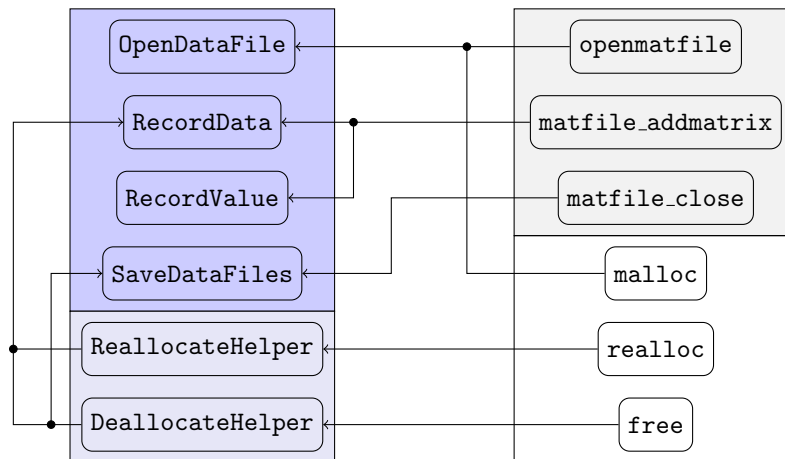 OpenDataFile
openmatfile
RecordData
matfile_addmatrix
RecordValue
matfile_close
SaveDataFiles
malloc
ReallocateHelper
realloc
DeallocateHelper
free